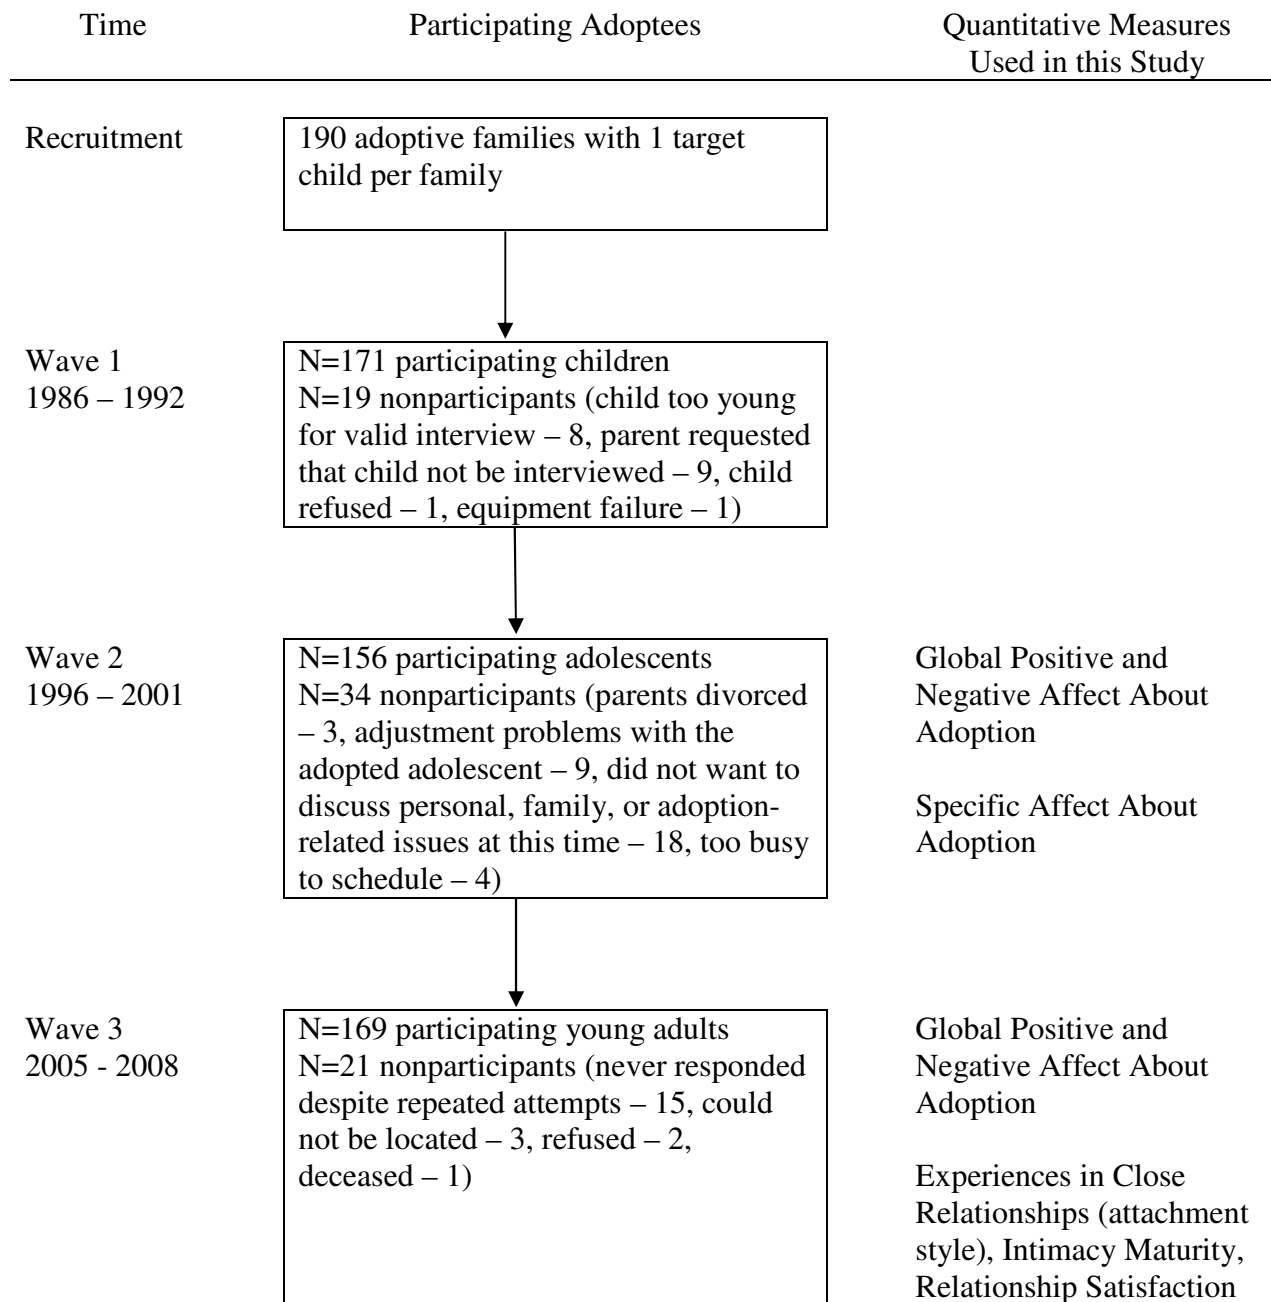 Time
Participating Adoptees
Quantitative Measures
Used in this Study
Recruitment
190 adoptive families with 1 target
child per family
Wave 1
1986 – 1992
N=171 participating children
N=19 nonparticipants (child too young
for valid interview – 8, parent requested
that child not be interviewed – 9, child
refused – 1, equipment failure – 1)
Wave 2
1996 – 2001
N=156 participating adolescents
N=34 nonparticipants (parents divorced
– 3, adjustment problems with the
adopted adolescent – 9, did not want to
discuss personal, family, or adoption-
related issues at this time – 18, too busy
to schedule – 4)
Global Positive and
Negative Affect About
Adoption
Specific Affect About
Adoption
Wave 3
2005 - 2008
N=169 participating young adults
N=21 nonparticipants (never responded
despite repeated attempts – 15, could
not be located – 3, refused – 2,
deceased – 1)
Global Positive and
Negative Affect About
Adoption
Experiences in Close
Relationships (attachment
style), Intimacy Maturity,
Relationship Satisfaction